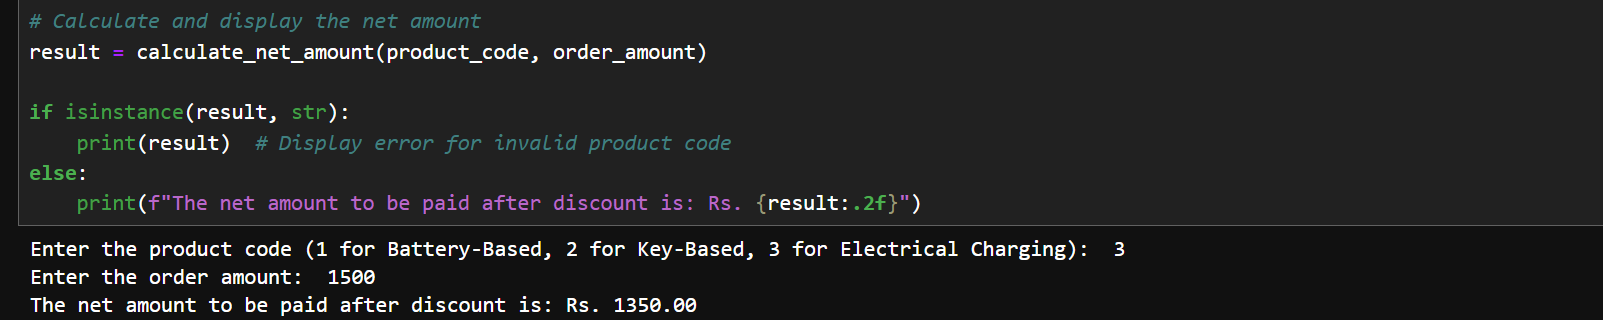 # Calculate and display the net amount
result = calculate_net_amount(product_code, order_amount)
if isinstance(result, str):
    print(result)  # Display error for invalid product code
else:
    print(f"The net amount to be paid after discount is: Rs. {result:.2f}")
Enter the product code (1 for Battery-Based, 2 for Key-Based, 3 for Electrical Charging):  3
Enter the order amount:  1500
The net amount to be paid after discount is: Rs. 1350.00